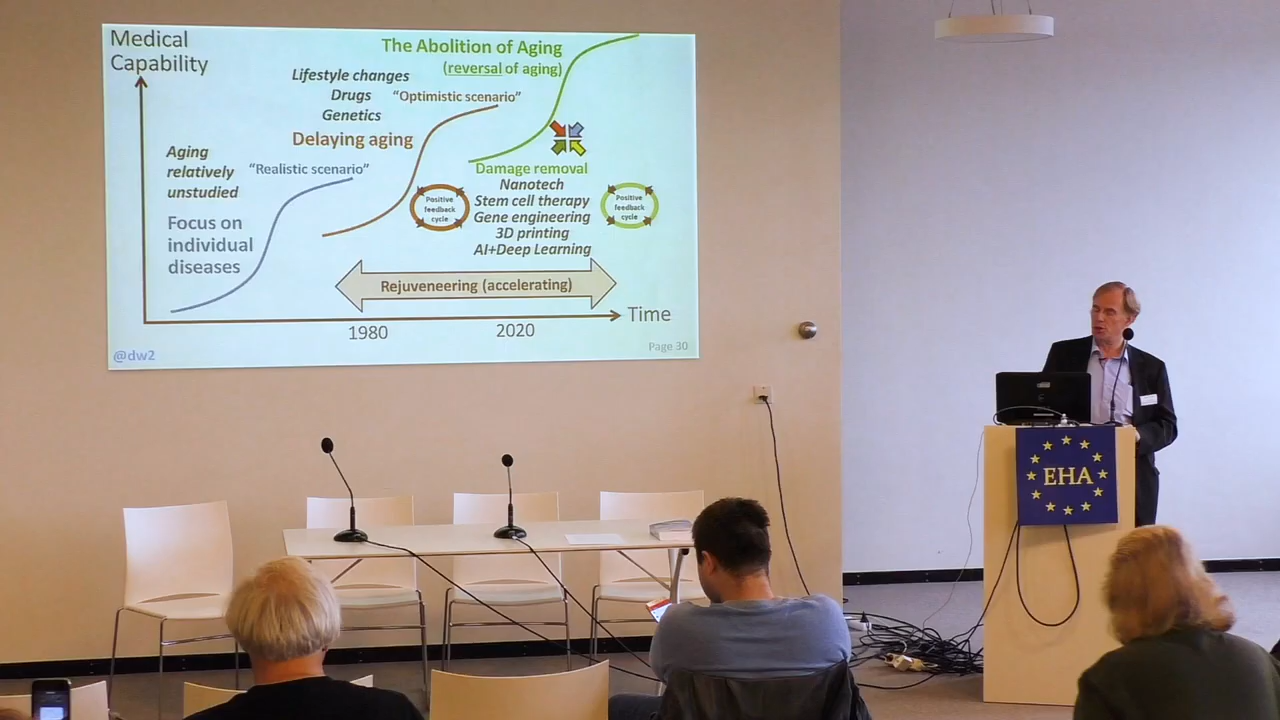 Medical
Capability
The Abolition of Aging
(reversal of aging)
Lifestyle changes
Drugs
Genetics
"Optimistic scenario"
Delaying aging
Aging
relatively
unstudied
"Realistic scenario"
Focus on
individual
diseases
Positive
feedback
cycle
Damage removal
Nanotech
Stem cell therapy
Gene engineering
3D printing
AI+Deep Learning
Positive
feedback
cycle
Rejuveneering (accelerating)
Time
1980
2020
@dw2
Page 30
EHA